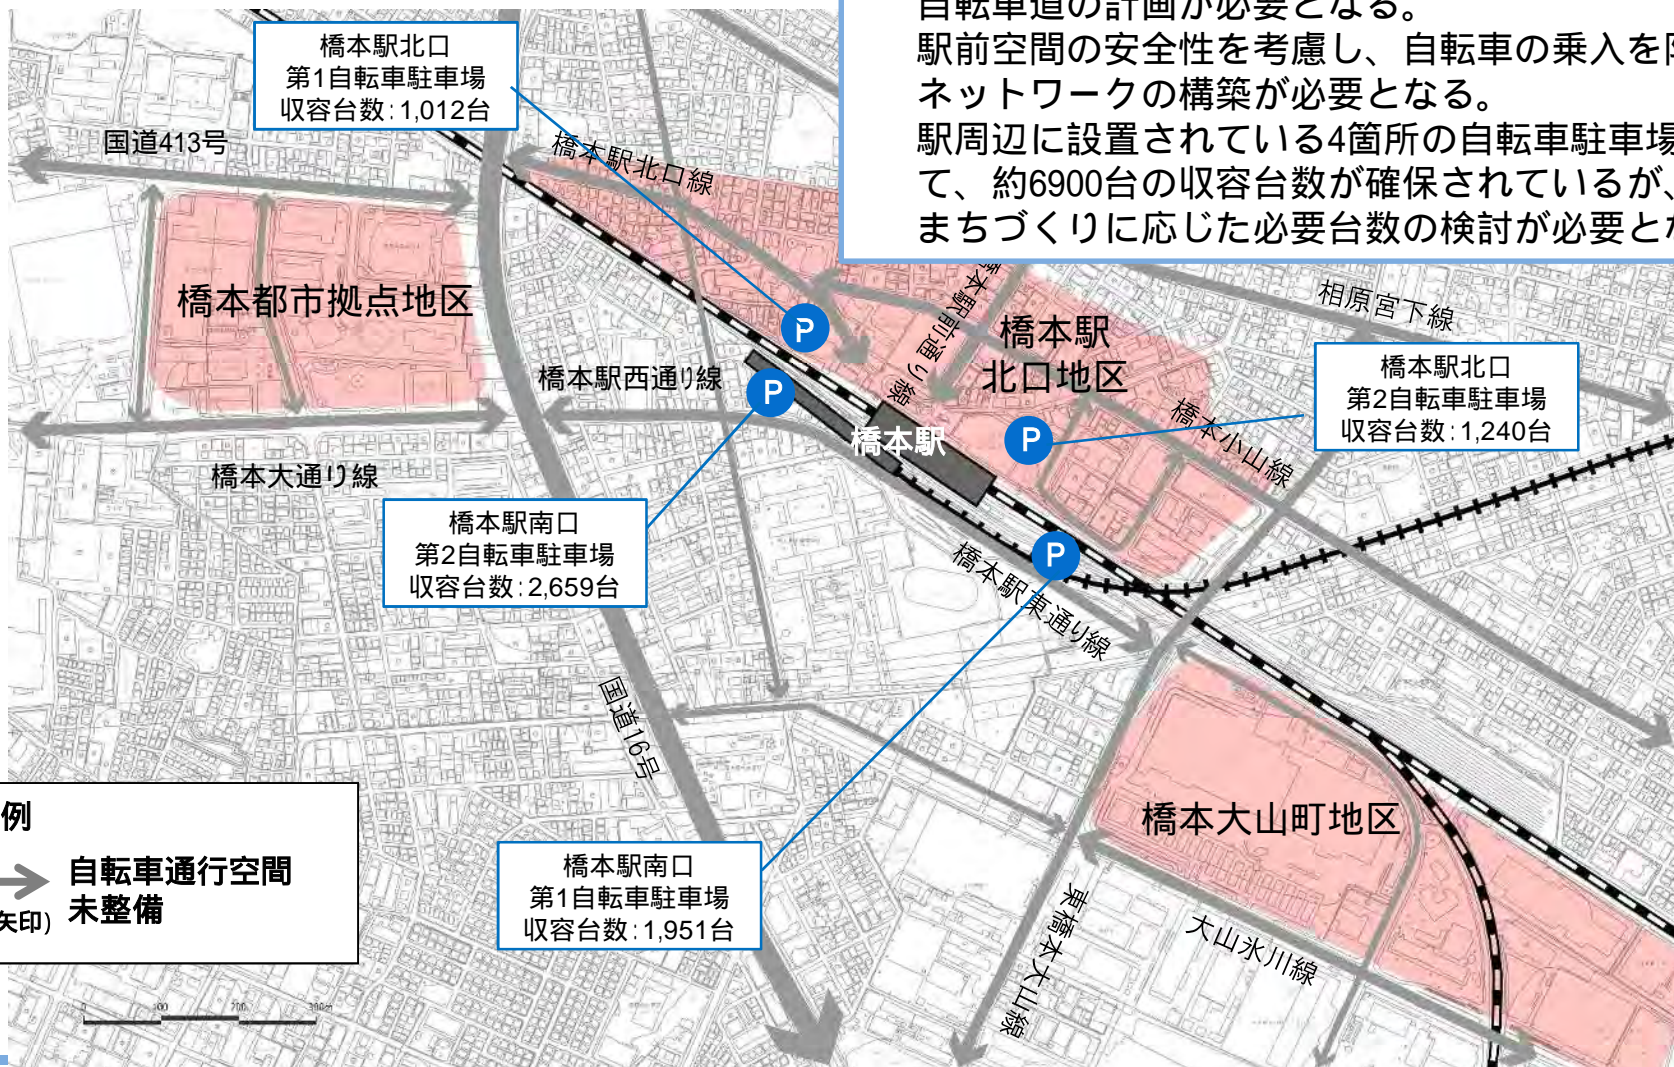 自転車道の計画が必要となる。
駅前空間の安全性を考慮し、自転車の乗入を
ネットワークの構築が必要となる。
駅周辺に設置されている4箇所の自転車駐車場
て、約6900台の収容台数が確保されているが、
まちづくりに応じた必要台数の検討が必要とな
橋本駅北口
第1自転車駐車場
収容台数:1,012台
国道413号
橋本駅北口線
橋本都市拠点地区
橋本駅前通り線
相原宮下線
橋本駅
北口地区
橋本駅北口
第2自転車駐車場
収容台数:1,240台
P
P
P
P
橋本駅西通り線
橋本駅
橋本小山線
橋本大通り線
橋本駅南口
第2自転車駐車場
収容台数:2,659台
橋本駅東通り線
国道16号
橋本大山町地区
例
自転車通行空間
未整備
矢印)
橋本駅南口
第1自転車駐車場
収容台数:1,951台
東橋本大山線
大山氷川線
0 100 200 300m